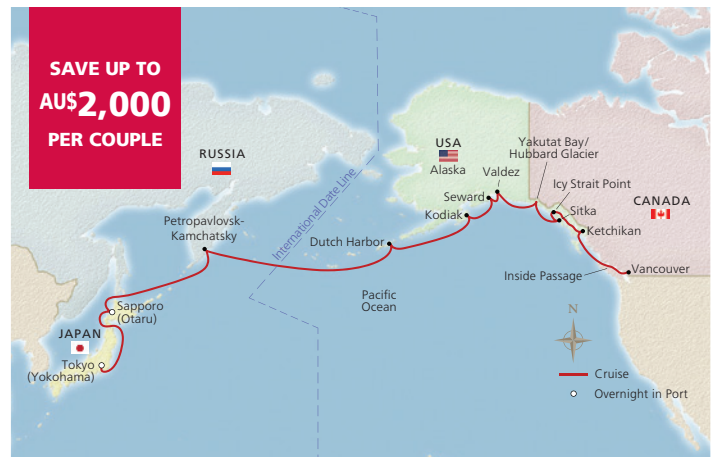 SAVE UP TO
AU$2,000
PER COUPLE
RUSSIA
USA
Alaska
Yakutat Bay/
Hubbard Glacier
Valdez
Icy Strait Point
Seward
Sitka
CANADA
Kodiak
Ketchikan
Petropavlovsk-
Kamchatsky
International Date Line
Dutch Harbor
Inside Passage
Vancouver
Pacific
Ocean
Sapporo
(Otaru)
JAPAN
Tokyo
(Yokohama)
N
Cruise
Overnight in Port